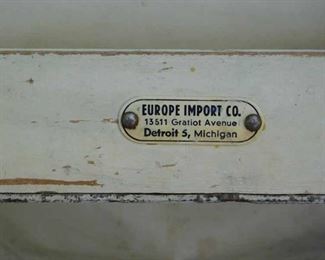 EUROPE IMPORT CO.
13511 Gratiot Avenue
Detroit 5, Michigan